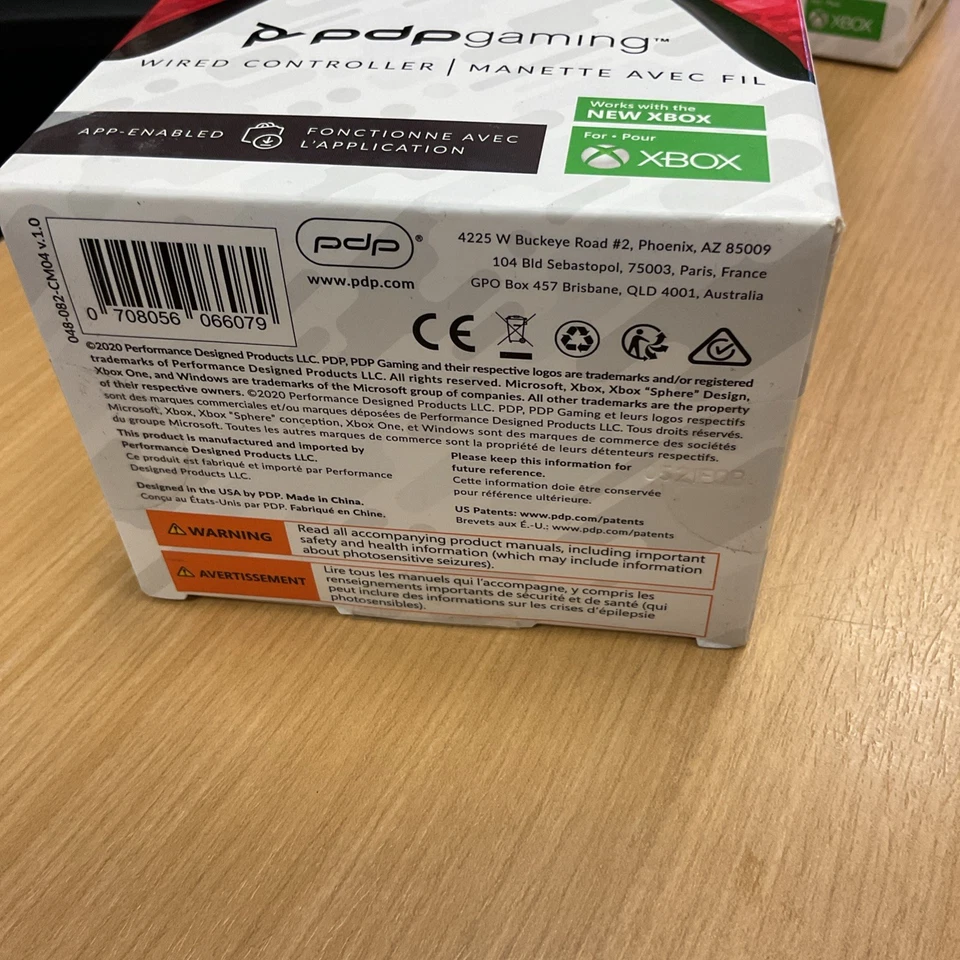 pdpgaming™
WIRED CONTROLLER | MANETTE AVEC FIL
APP-ENABLED
FONCTIONNE AVEC
L'APPLICATION
Works with the
NEW XBOX
For • Pour
XBOX
XBOX
048-082-CM04 v.1.0
0 708056 066079
pdp®
www.pdp.com
4225 W Buckeye Road #2, Phoenix, AZ 85009
104 Bld Sebastopol, 75003, Paris, France
GPO Box 457 Brisbane, QLD 4001, Australia
CE
©2020 Performance Designed Products LLC. PDP, PDP Gaming and their respective logos are trademarks and/or registered
trademarks of Performance Designed Products LLC. All rights reserved. Microsoft, Xbox, Xbox "Sphere" Design,
Xbox One, and Windows are trademarks of the Microsoft group of companies. All other trademarks are the property
of their respective owners. ©2020 Performance Designed Products LLC. PDP, PDP Gaming et leurs logos respectifs
sont des marques commerciales et/ou marques déposées de Performance Designed Products LLC. Tous droits réservés.
Microsoft, Xbox, Xbox "Sphere" conception, Xbox One, et Windows sont des marques de commerce des sociétés
du groupe Microsoft. Toutes les autres marques de commerce sont la propriété de leurs détenteurs respectifs.
This product is manufactured and imported by
Performance Designed Products LLC.
Ce produit est fabriqué et importé par Performance
Designed Products LLC.
Designed in the USA by PDP. Made in China.
Conçu au États-Unis par PDP. Fabriqué en Chine.
Please keep this information for
future reference.
Cette information doie être conservée
pour référence ultérieure.
US Patents: www.pdp.com/patents
Brevets aux É.-U.: www.pdp.com/patents
WARNING
Read all accompanying product manuals, including important
safety and health information (which may include information
about photosensitive seizures).
AVERTISSEMENT
Lire tous les manuels qui l'accompagne, y compris les
renseignements importants de sécurité et de santé (qui
peut inclure des informations sur les crises d'épilepsie
photosensibles).